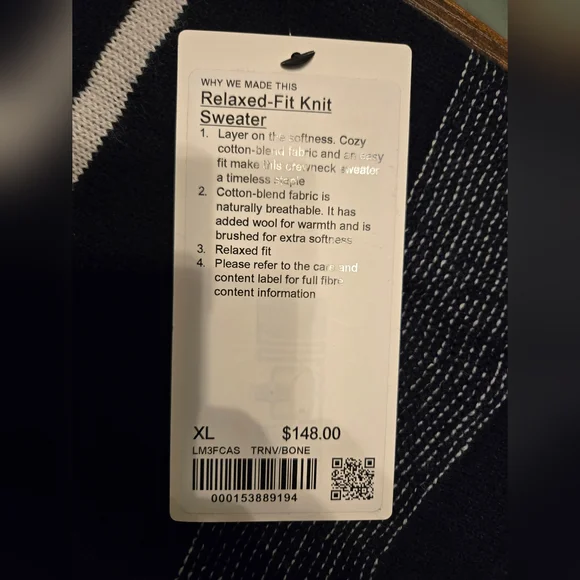 WHY WE MADE THIS
Relaxed-Fit Knit
Sweater
1. Layer on the softness. Cozy
cotton-blend fabric and an easy
fit make this crewneck sweater
a timeless staple
2. Cotton-blend fabric is
naturally breathable. It has
added wool for warmth and is
brushed for extra softness
3. Relaxed fit
4. Please refer to the care and
content label for full fibre
content information
XL $148.00
LM3FCAS TRNV/BONE
000153889194